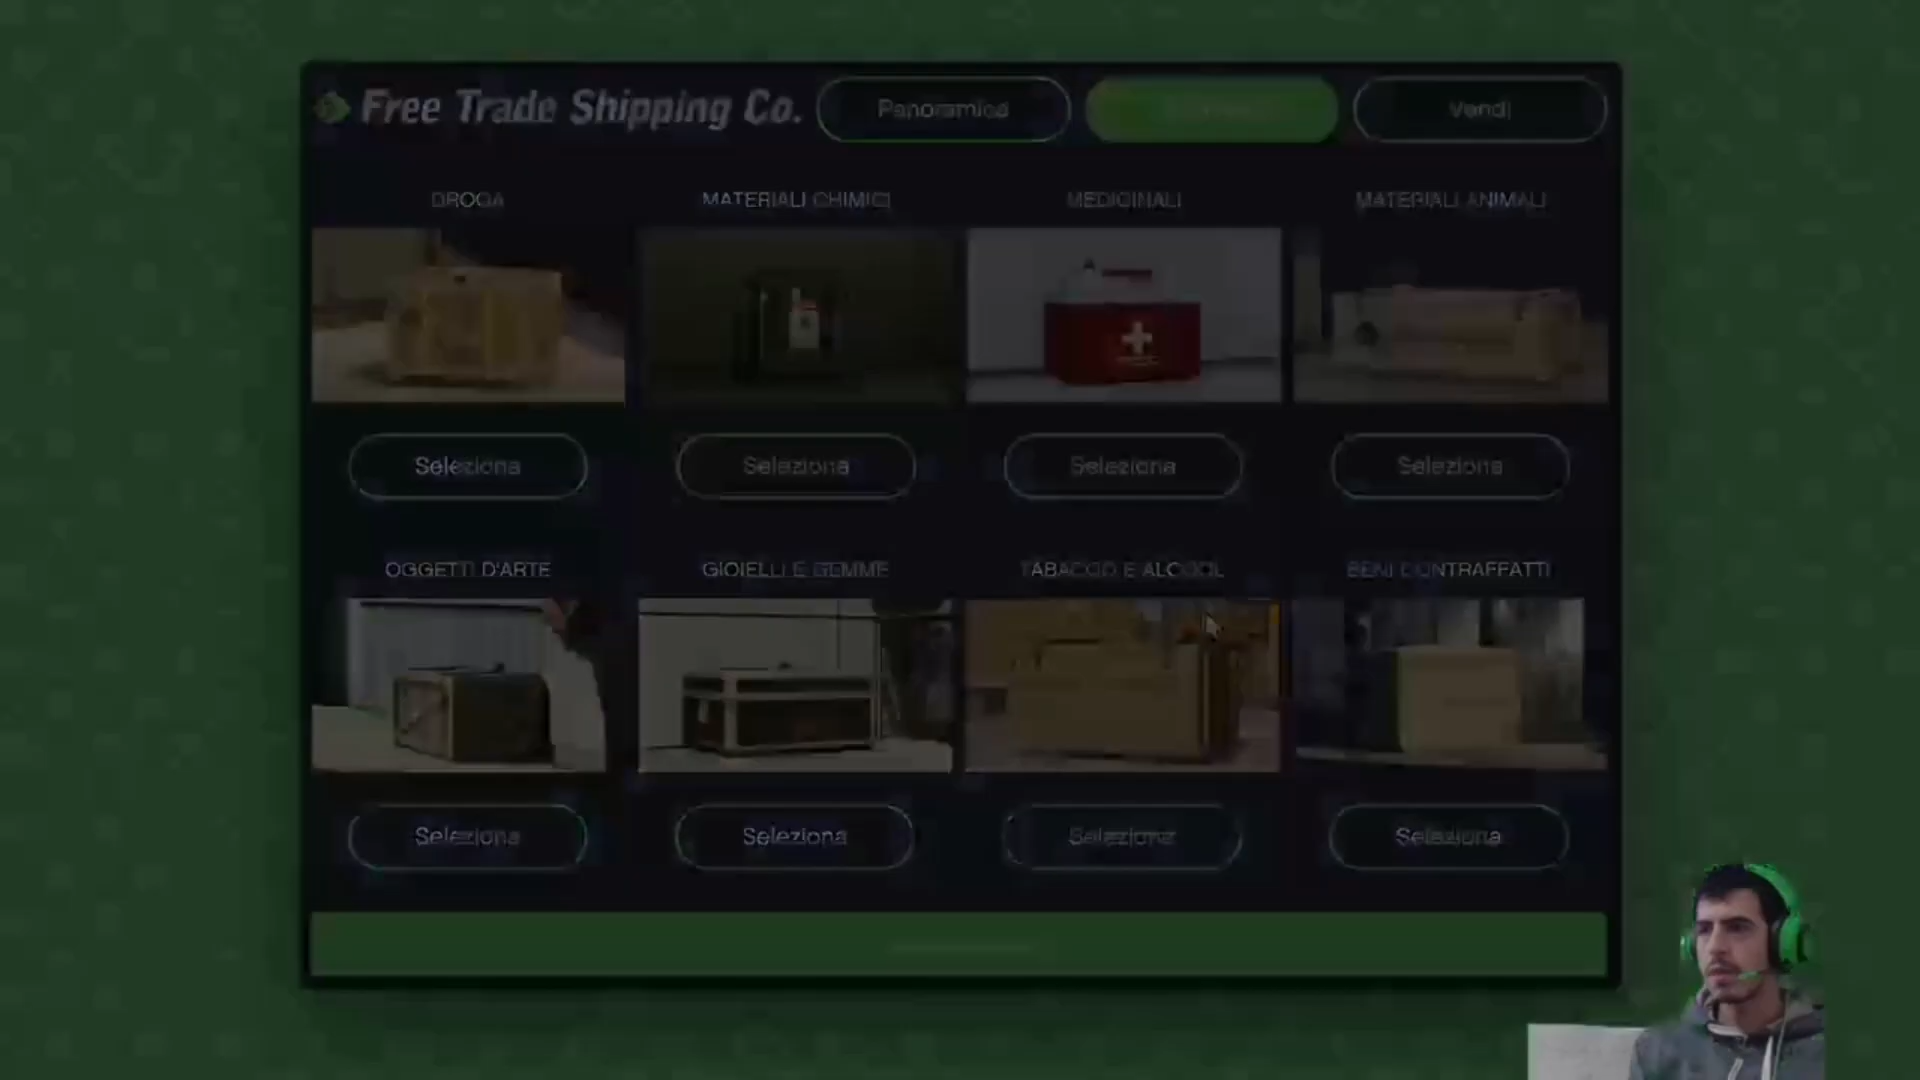 Free Trade Shipping Co.
Panoramica
Vendi
DROGA
MATERIALI CHIMICI
MEDICINALI
MATERIALI ANIMALI
Seleziona
Seleziona
Seleziona
Seleziona
OGGETTI D'ARTE
GIOIELLI E GEMME
TABACCO E ALCOOL
BENI CONTRAFFATTI
Seleziona
Seleziona
Seleziona
Seleziona